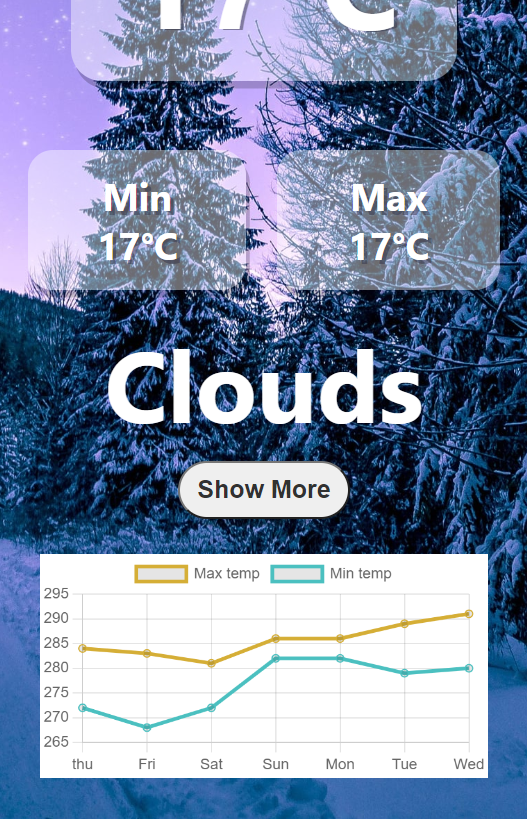 17°C
Min
17°C
Max
17°C
Clouds
Show More
Max temp
Min temp
295
290
285
280
275
270
265
thu
Fri
Sat
Sun
Mon
Tue
Wed